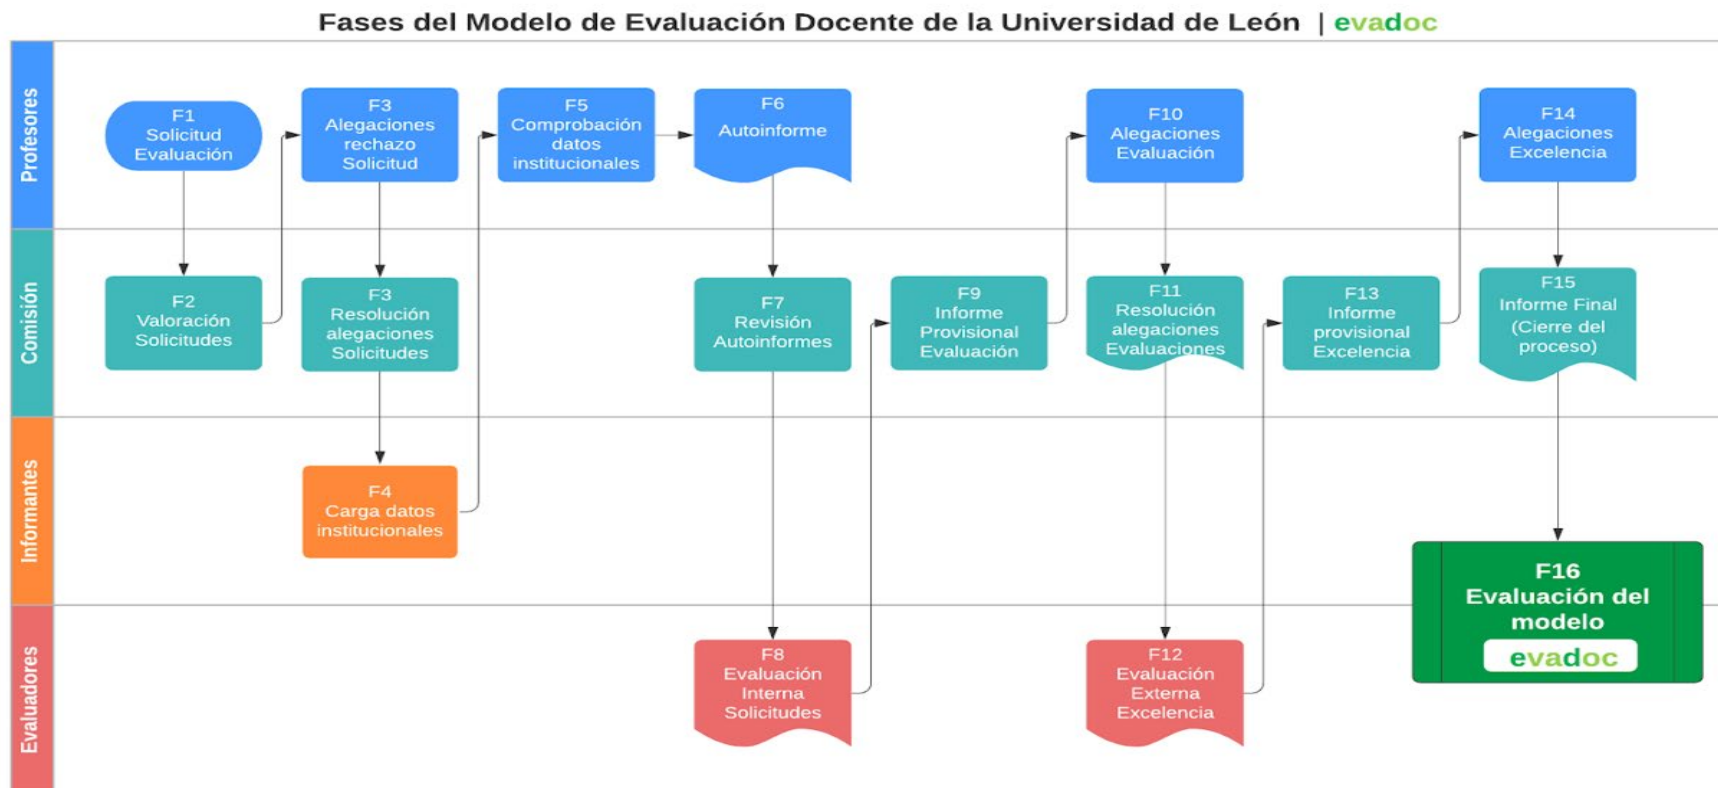 Fases del Modelo de Evaluación Docente de la Universidad de León | evadoc
Profesores
F1
Solicitud
Evaluación
F3
Alegaciones
rechazo
Solicitud
F5
Comprobación
datos
institucionales
F6
Autoinforme
F10
Alegaciones
Evaluación
F14
Alegaciones
Excelencia
Comisión
F2
Valoración
Solicitudes
F3
Resolución
alegaciones
Solicitudes
F7
Revisión
Autoinformes
F9
Informe
Provisional
Evaluación
F11
Resolución
alegaciones
Evaluaciones
F13
Informe
provisional
Excelencia
F15
Informe Final
(Cierre del
proceso)
Informantes
F4
Carga datos
institucionales
F16
Evaluación del
modelo
evadoc
Evaluadores
F8
Evaluación
Interna
Solicitudes
F12
Evaluación
Externa
Excelencia